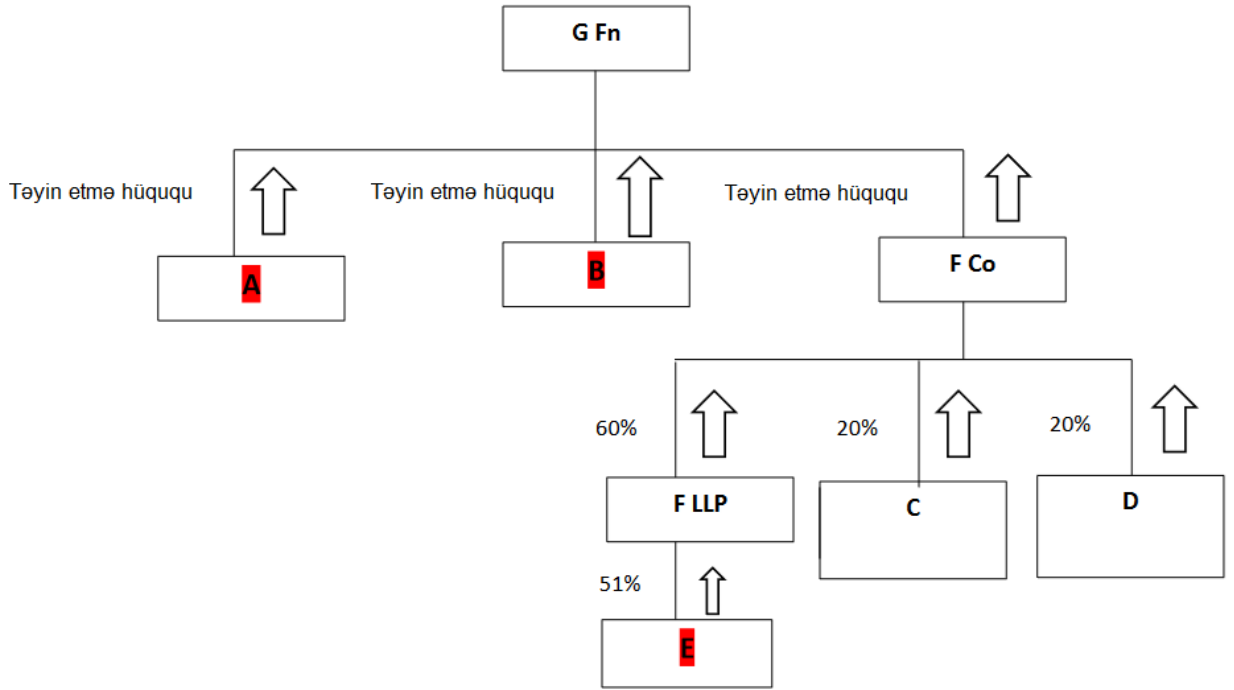 G Fn
Təyin etmə hüququ
Təyin etmə hüququ
Təyin etmə hüququ
A
B
F Co
60%
20%
20%
F LLP
C
D
51%
E